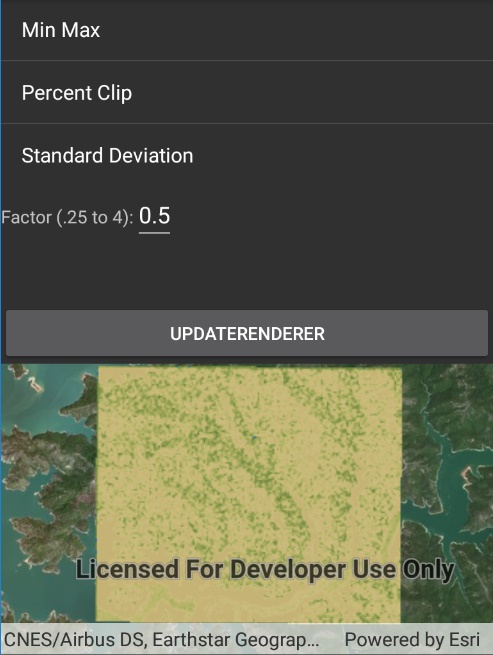 Min Max
Percent Clip
Standard Deviation
Factor (.25 to 4): 0.5
UPDATERENDERER
Licensed For Developer Use Only
CNES/Airbus DS, Earthstar Geograp... Powered by Esri